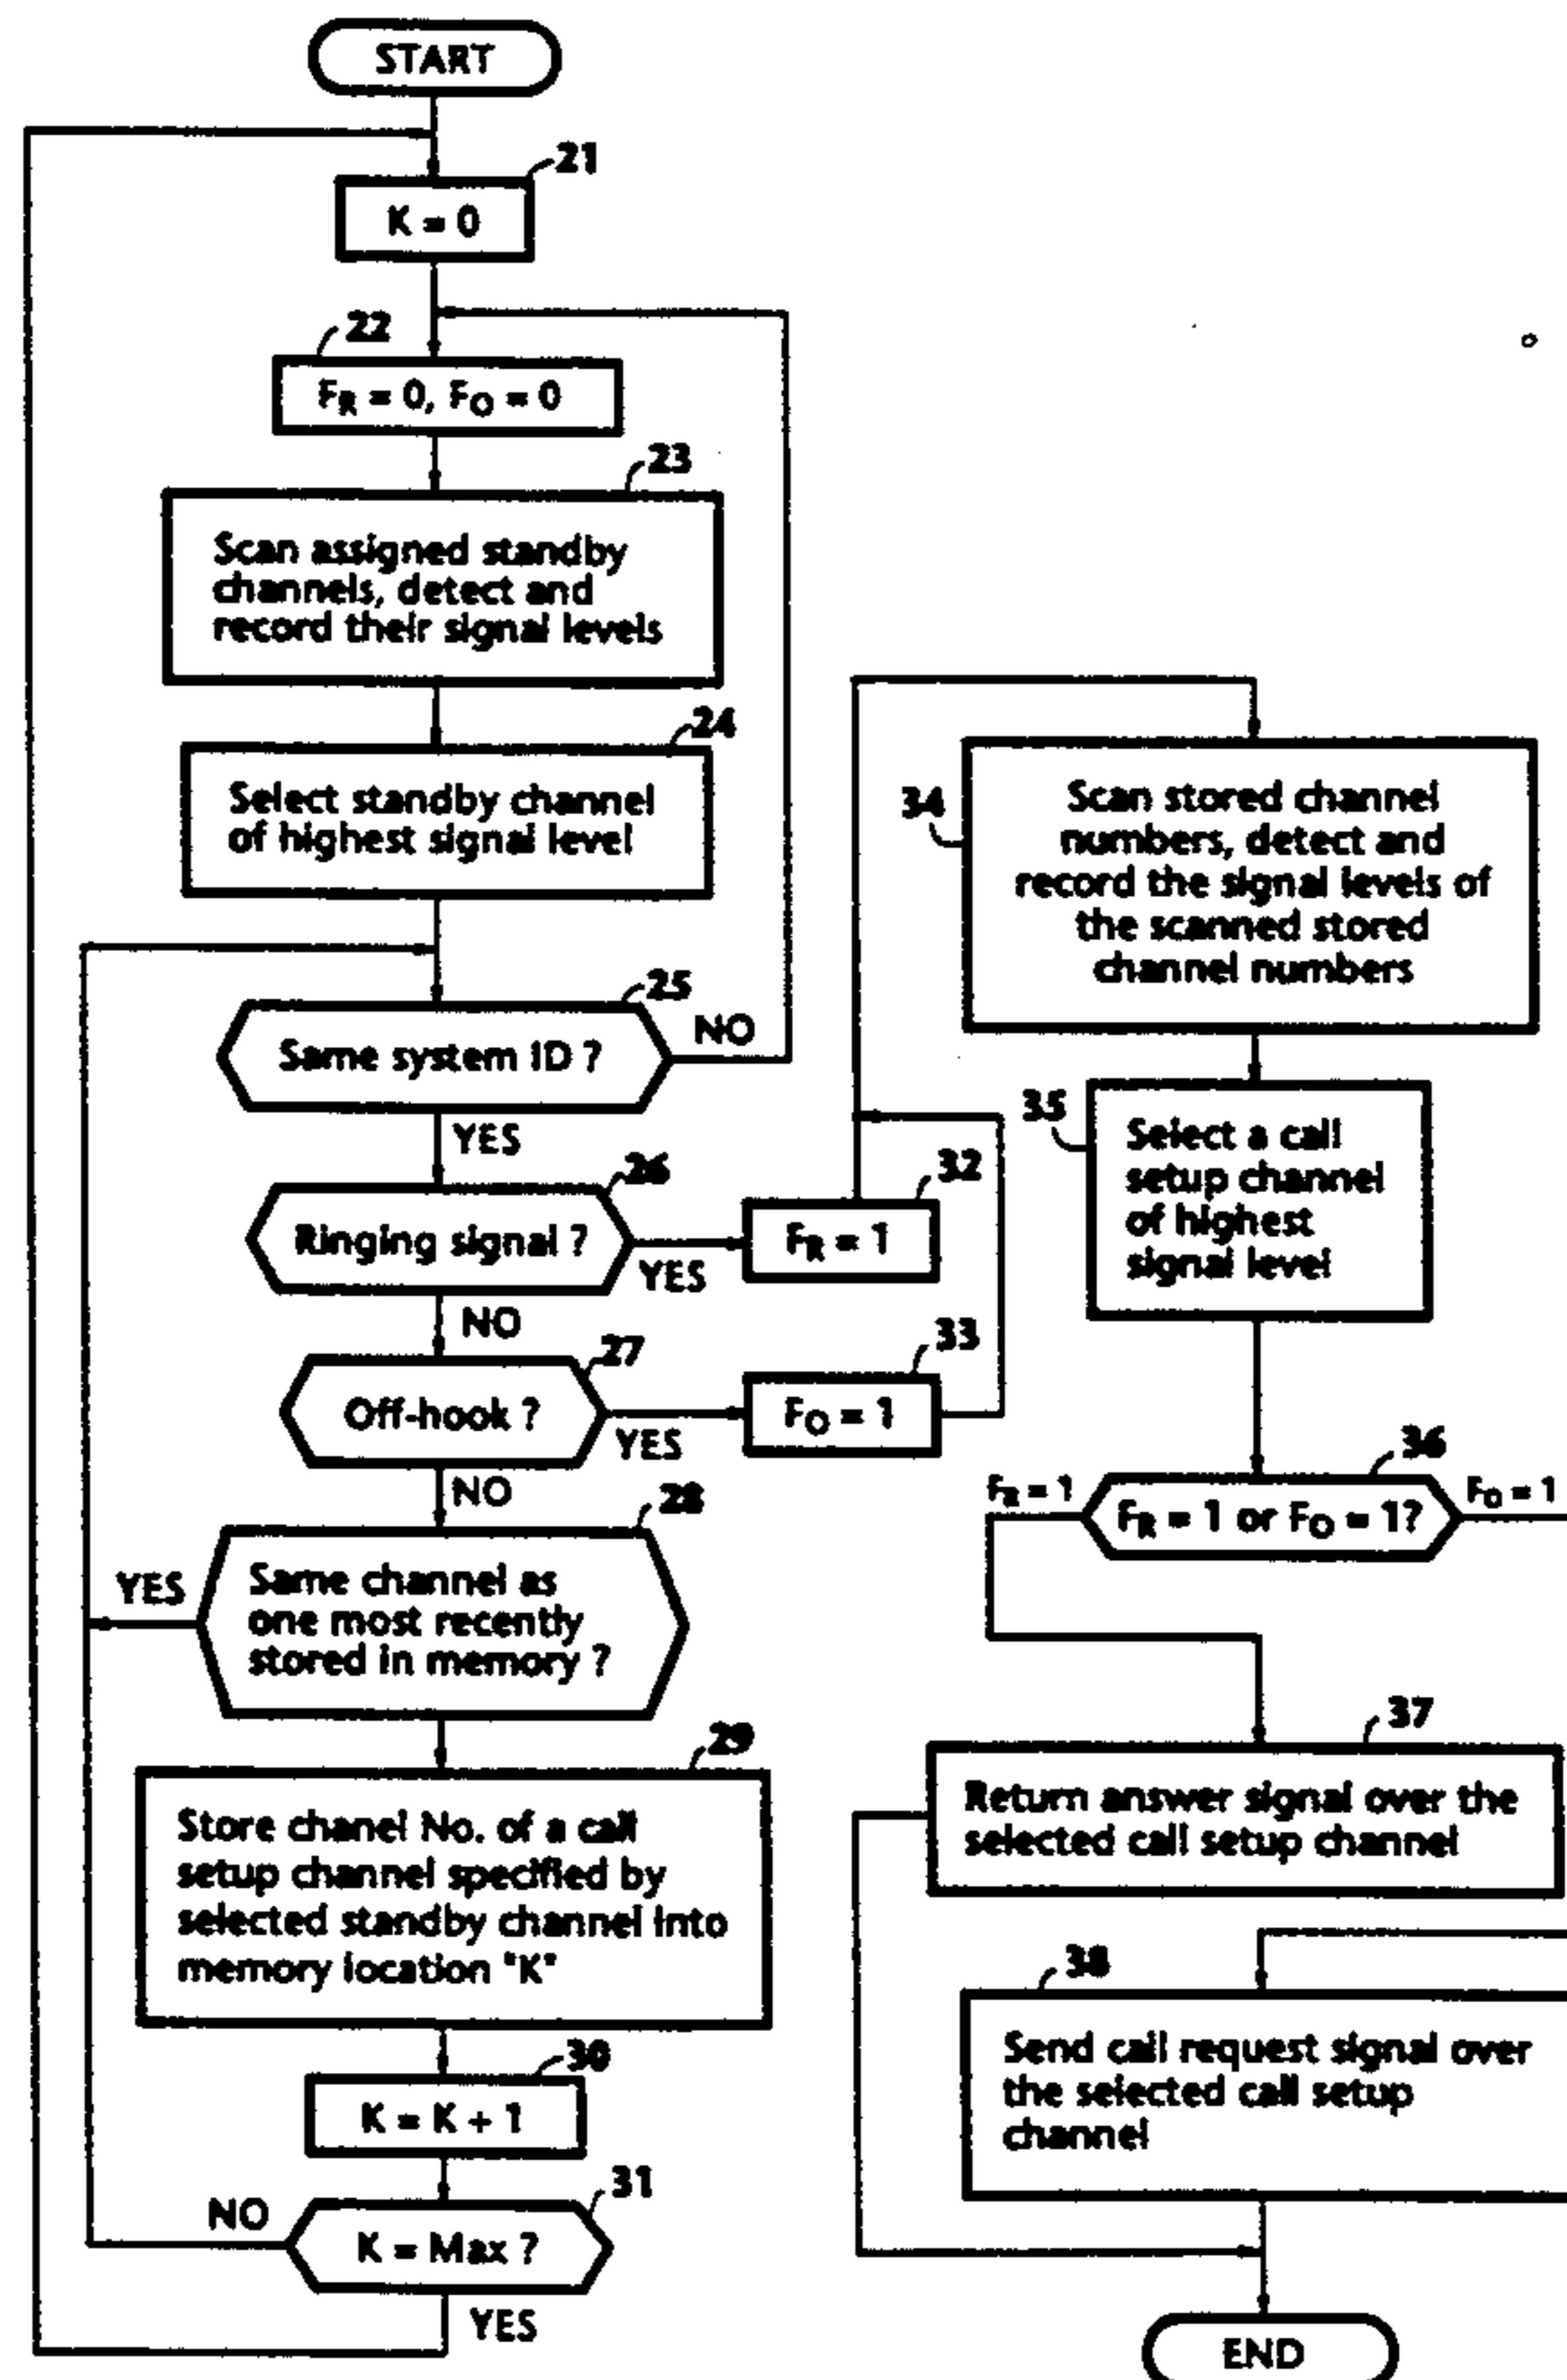 START
21
K = 0
22
FR = 0, FO = 0
23
Scan assigned standby
channels, detect and
record their signal levels
24
Select standby channel
of highest signal level
25
Same system ID ?
NO
YES
26
Ringing signal ?
YES
32
FR = 1
NO
27
Off-hook ?
YES
33
FO = 1
NO
28
Same channel as
one most recently
stored in memory ?
YES
29
Store chanel No. of a call
setup channel specified by
selected standby channel into
memory location "K"
30
K = K + 1
31
K = Max ?
NO
YES
34
Scan stored channel
numbers, detect and
record the signal levels of
the scanned stored
channel numbers
35
Select a call
setup channel
of highest
signal level
36
FR = 1
FR = 1 or FO = 1?
FO = 1
37
Return answer signal over the
selected call setup channel
38
Send call request signal over
the selected call setup
channel
END